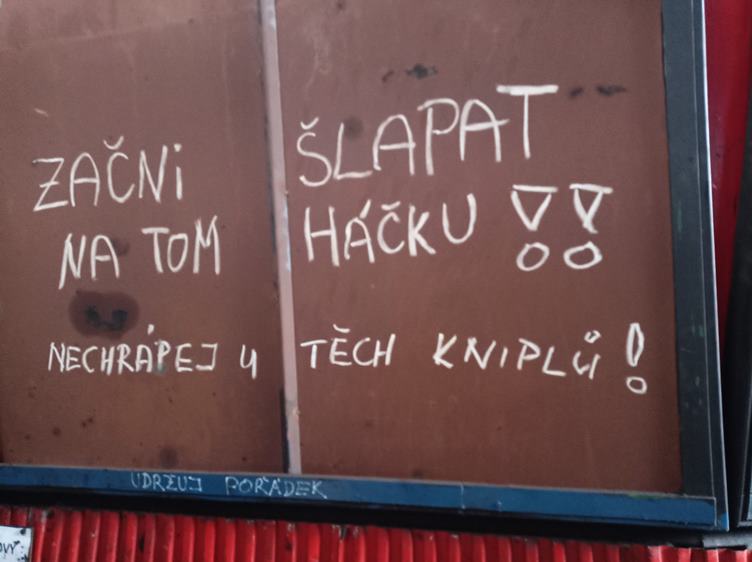 ZAČNi ŠLAPAT
NA TOM HÁČKU !!
NECHRÁPEJ U TĚCH KNIPLŮ!
UDRŽUJ POŘÁDEK